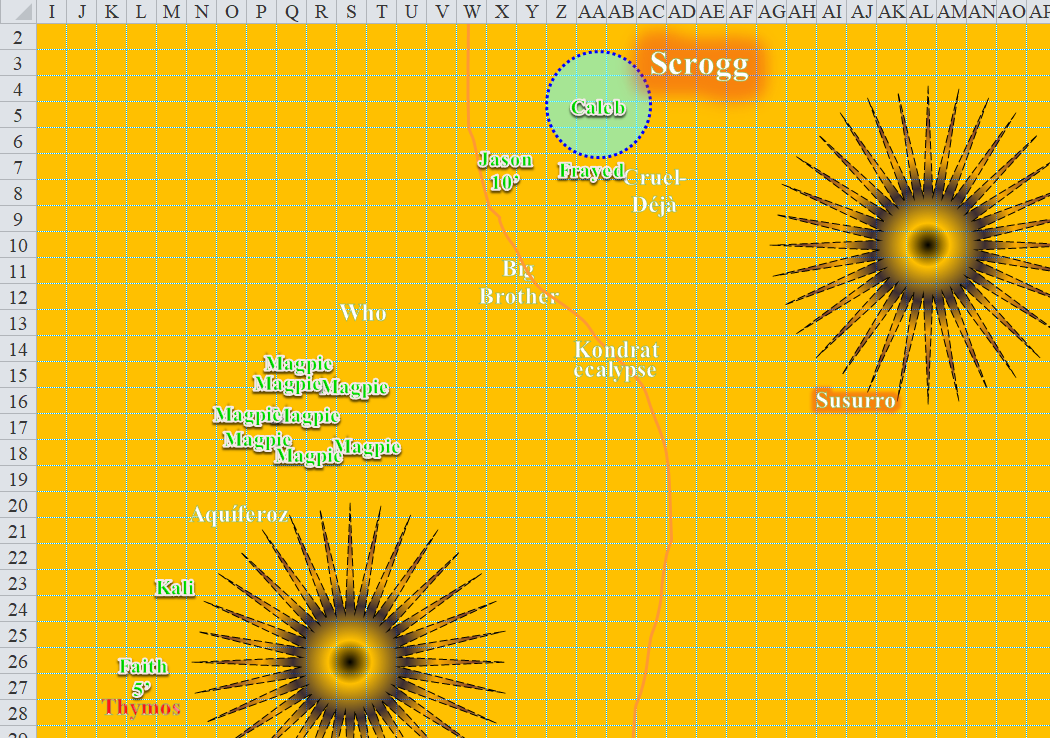 I J K L M N O P Q R S T U V W X Y Z AA AB AC AD AE AF AG AH AI AJ AK AL AM AN AO
2
3
Scrogg
4
5
Caleb
6
7
Jason
10’
Frayed
Cruel-
Déjà
8
9
10
11
Big
Brother
12
Who
13
14
Kondrat
ecalypse
15
Magpie
Magpie Magpie
16
Susurro
Magpie Magpie
17
Magpie Magpie
18
Magpie
19
20
Aquíferoz
21
22
23
Kali
24
25
26
Faith
5’
27
Thymos
28